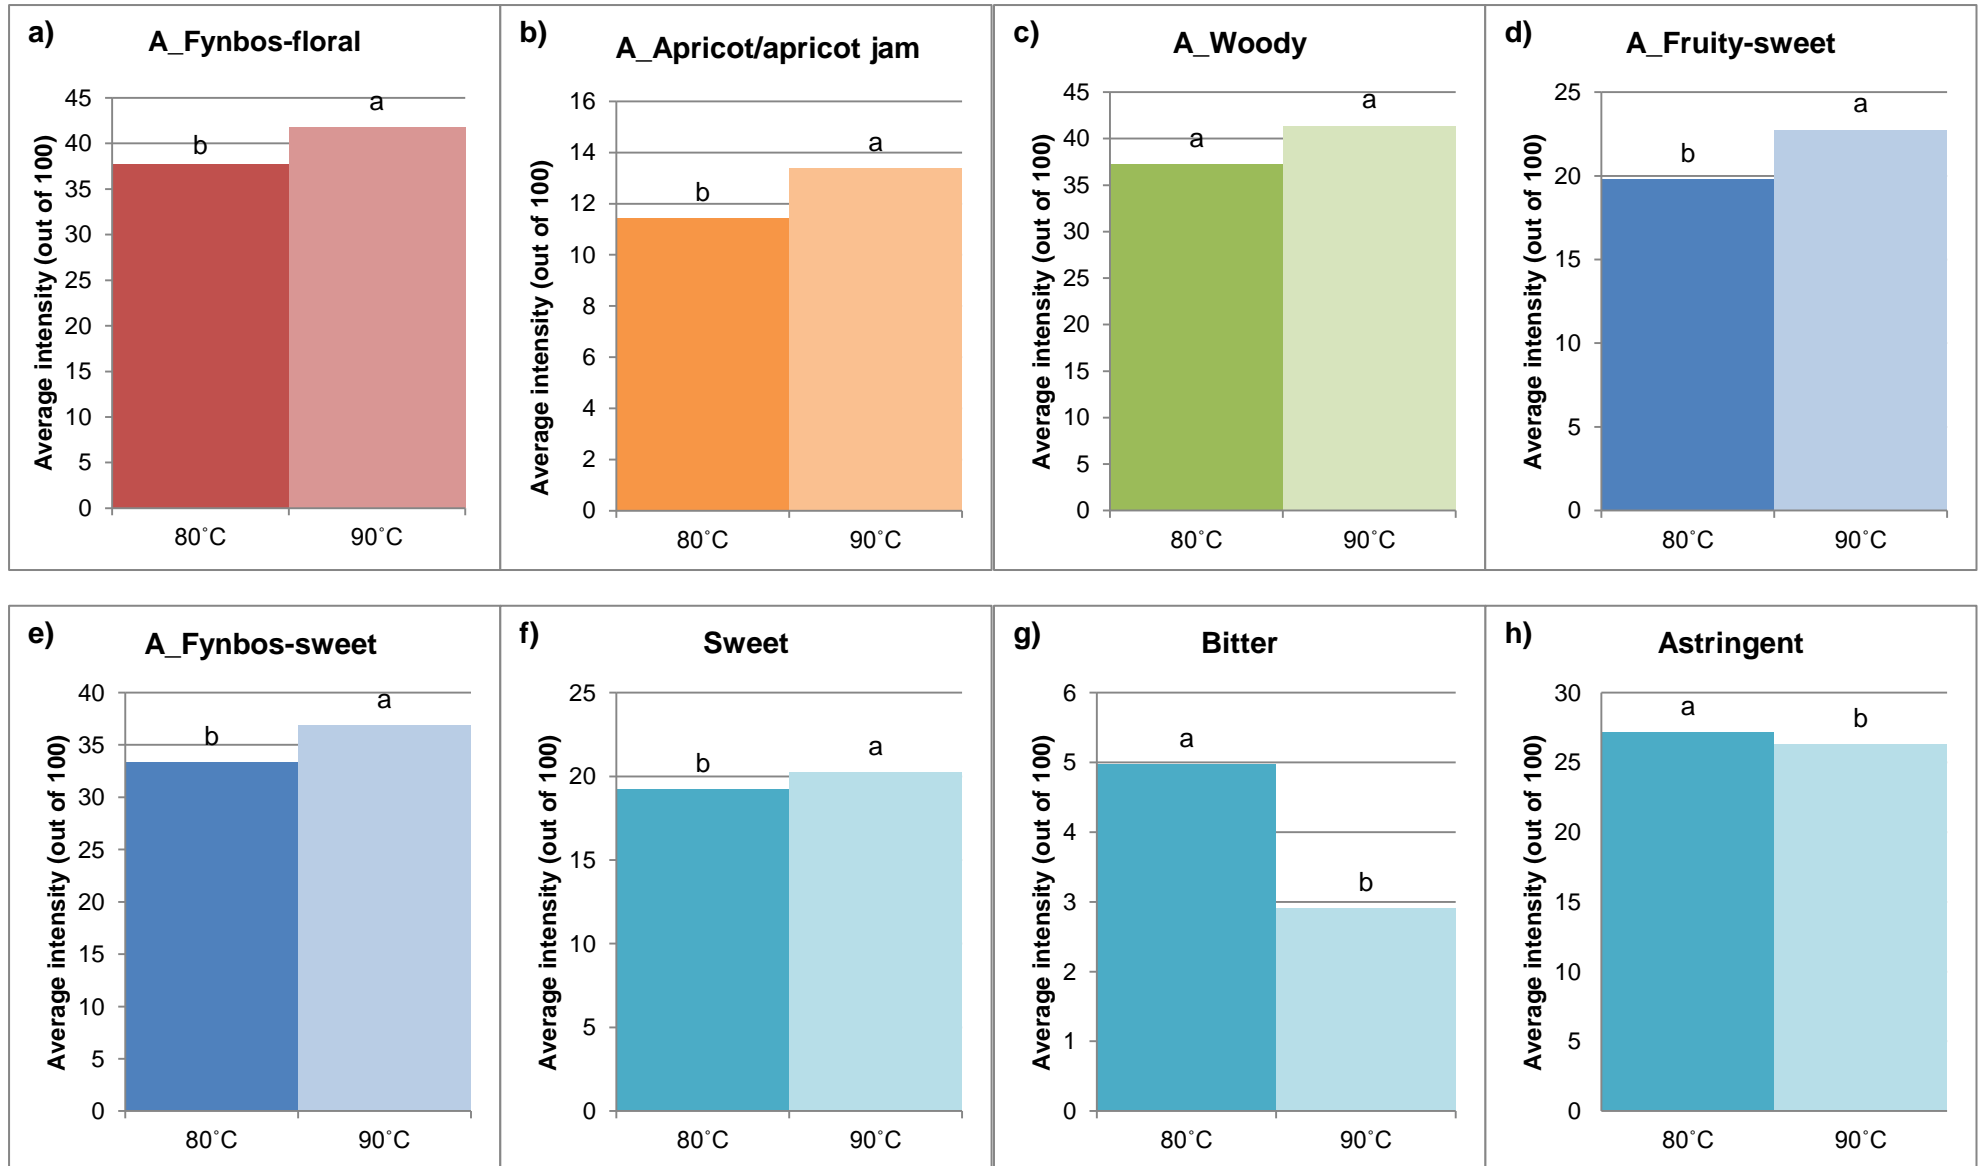 a)
A_Fynbos-floral
Average intensity (out of 100)
45
40
35
30
25
20
15
10
5
0
b
a
80˚C
90˚C
b)
A_Apricot/apricot jam
Average intensity (out of 100)
16
14
12
10
8
6
4
2
0
b
a
80˚C
90˚C
c)
A_Woody
Average intensity (out of 100)
45
40
35
30
25
20
15
10
5
0
a
a
80˚C
90˚C
d)
A_Fruity-sweet
Average intensity (out of 100)
25
20
15
10
5
0
b
a
80˚C
90˚C
e)
A_Fynbos-sweet
Average intensity (out of 100)
40
35
30
25
20
15
10
5
0
b
a
80˚C
90˚C
f)
Sweet
Average intensity (out of 100)
25
20
15
10
5
0
b
a
80˚C
90˚C
g)
Bitter
Average intensity (out of 100)
6
5
4
3
2
1
0
a
b
80˚C
90˚C
h)
Astringent
Average intensity (out of 100)
30
25
20
15
10
5
0
a
b
80˚C
90˚C